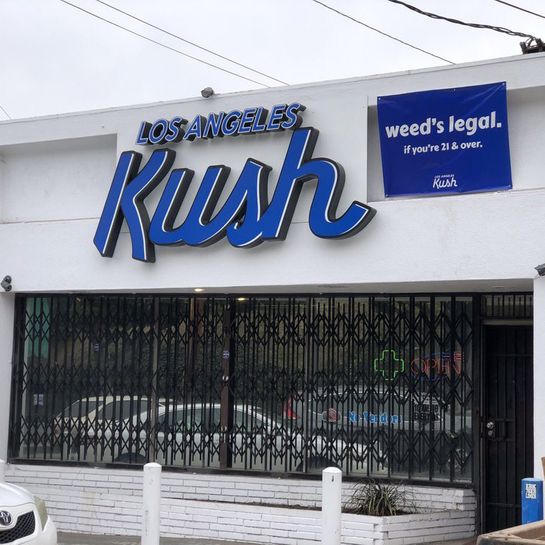 LOS ANGELES
Kush
weed's legal.
if you're 21 & over.
LOS ANGELES
Kush
OPEN